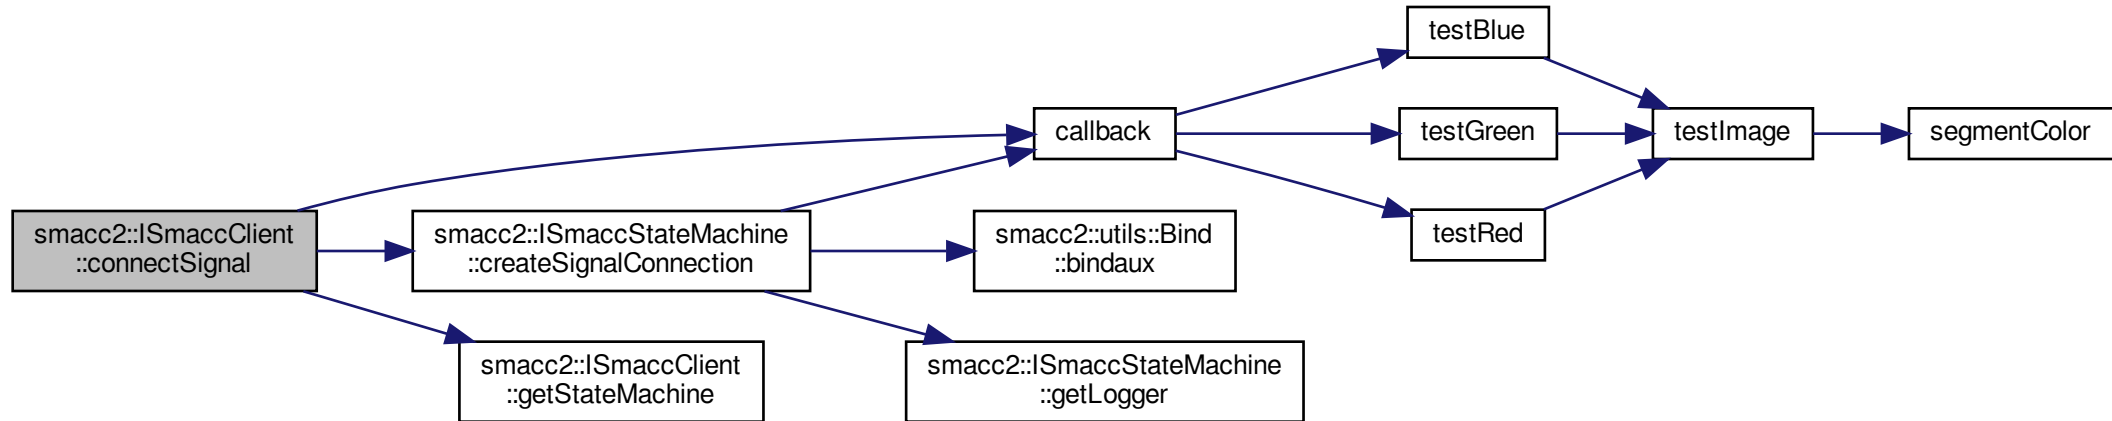 smacc2::ISmaccClient
::connectSignal
smacc2::ISmaccStateMachine
::createSignalConnection
smacc2::ISmaccClient
::getStateMachine
callback
smacc2::utils::Bind
::bindaux
smacc2::ISmaccStateMachine
::getLogger
testBlue
testGreen
testRed
testImage
segmentColor